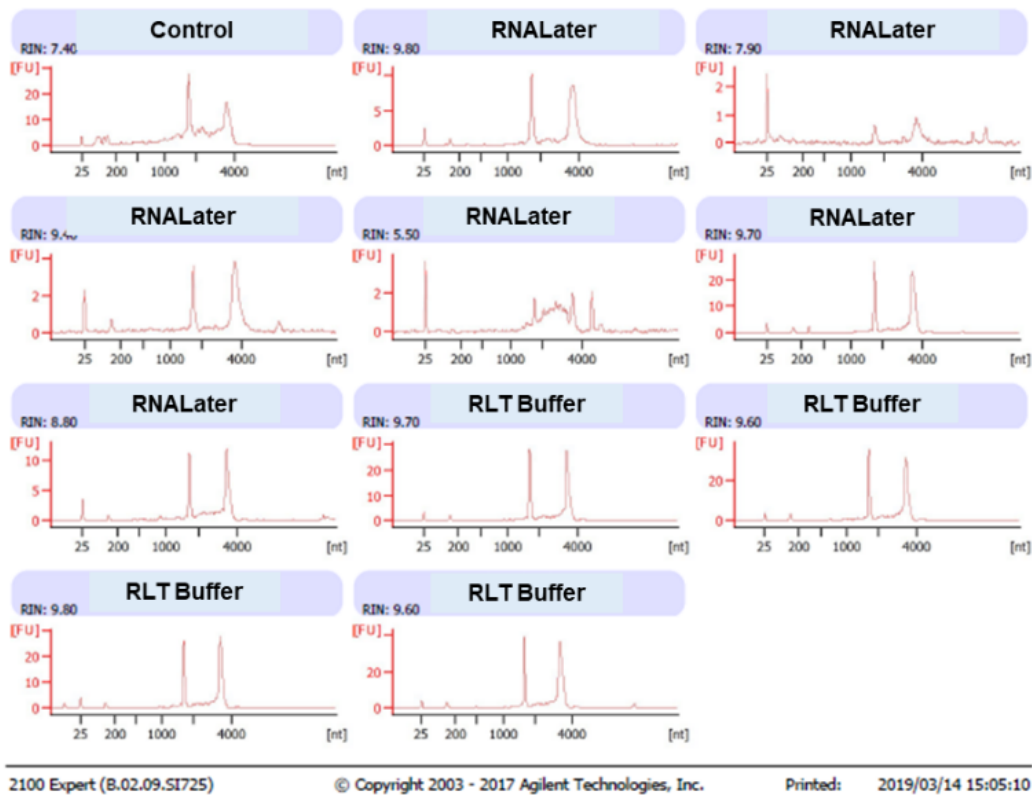 Control RNALater RNALater
RIN: 7.40 RIN: 9.80 RIN: 7.90
[FU] [FU] [FU]
20 5 2
10 1
0 0 0
25 200 1000 4000 [nt] 25 200 1000 4000 [nt] 25 200 1000 4000 [nt]
RNALater RNALater RNALater
RIN: 9.40 RIN: 5.50 RIN: 9.70
[FU] [FU] [FU]
2 2 20
10
0 0 0
25 200 1000 4000 [nt] 25 200 1000 4000 [nt] 25 200 1000 4000 [nt]
RNALater RLT Buffer RLT Buffer
RIN: 8.80 RIN: 9.70 RIN: 9.60
[FU] [FU] [FU]
10 20 20
5 10
0 0 0
25 200 1000 4000 [nt] 25 200 1000 4000 [nt] 25 200 1000 4000 [nt]
RLT Buffer RLT Buffer
RIN: 9.80 RIN: 9.60
[FU] [FU]
20 20
10
0 0
25 200 1000 4000 [nt] 25 200 1000 4000 [nt]
2100 Expert (B.02.09.SI725) © Copyright 2003 - 2017 Agilent Technologies, Inc. Printed: 2019/03/14 15:05:10